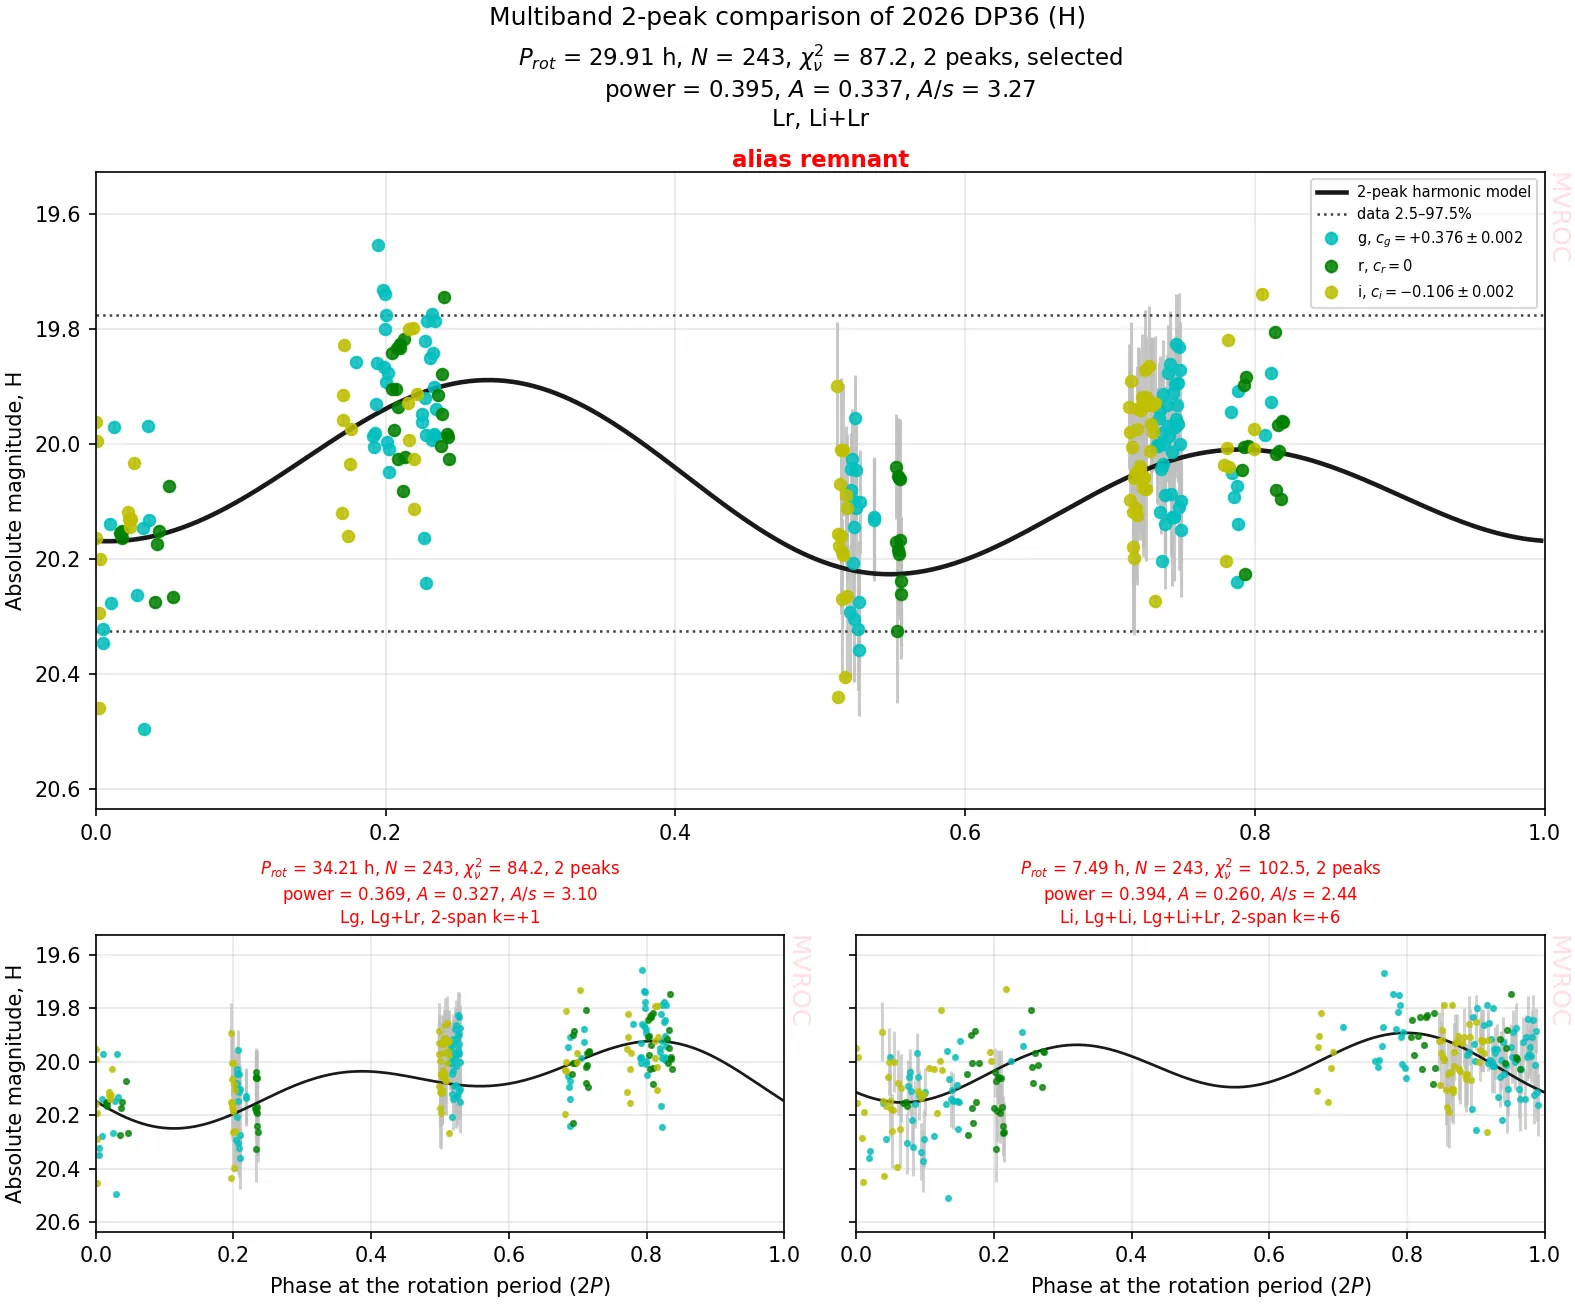 Multiband 2-peak comparison of 2026 DP36 (H)
P_rot = 29.91 h, N = 243, χ²_ν = 87.2, 2 peaks, selected
power = 0.395, A = 0.337, A/s = 3.27
Lr, Li+Lr
alias remnant
MVROC
2-peak harmonic model
data 2.5–97.5%
g, c_g = +0.376 ± 0.002
r, c_r = 0
i, c_i = −0.106 ± 0.002
Absolute magnitude, H
19.6
19.8
20.0
20.2
20.4
20.6
0.0 0.2 0.4 0.6 0.8 1.0
P_rot = 34.21 h, N = 243, χ²_ν = 84.2, 2 peaks
power = 0.369, A = 0.327, A/s = 3.10
Lg, Lg+Lr, 2-span k=+1
MVROC
Absolute magnitude, H
19.6
19.8
20.0
20.2
20.4
20.6
0.0 0.2 0.4 0.6 0.8 1.0
Phase at the rotation period (2P)
P_rot = 7.49 h, N = 243, χ²_ν = 102.5, 2 peaks
power = 0.394, A = 0.260, A/s = 2.44
Li, Lg+Li, Lg+Li+Lr, 2-span k=+6
MVROC
0.0 0.2 0.4 0.6 0.8 1.0
Phase at the rotation period (2P)